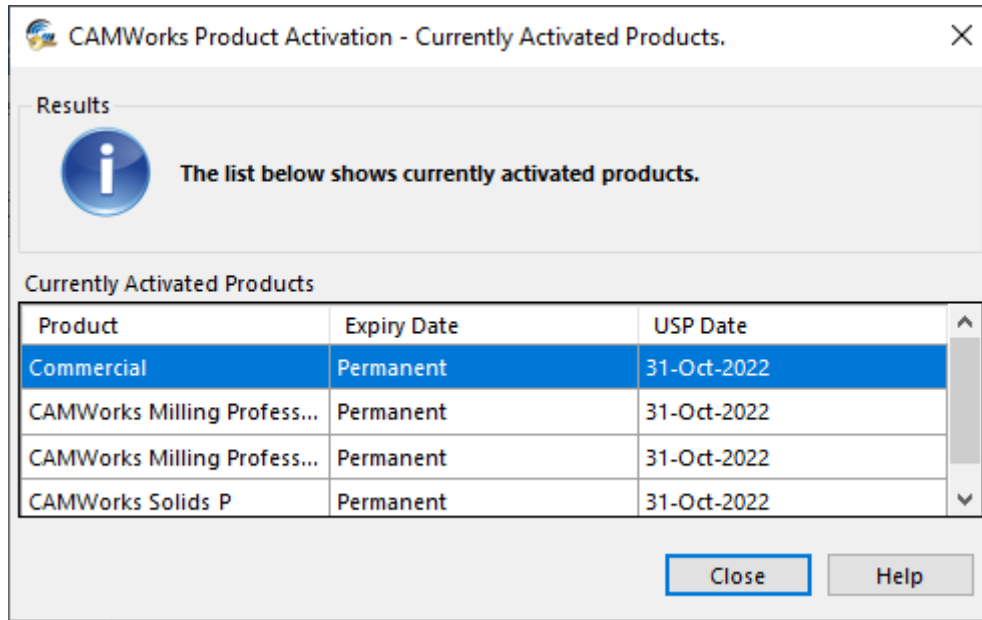 CAMWorks Product Activation - Currently Activated Products.
Results
The list below shows currently activated products.
Currently Activated Products
Product Expiry Date USP Date
Commercial Permanent 31-Oct-2022
CAMWorks Milling Profess... Permanent 31-Oct-2022
CAMWorks Milling Profess... Permanent 31-Oct-2022
CAMWorks Solids P Permanent 31-Oct-2022
Close Help